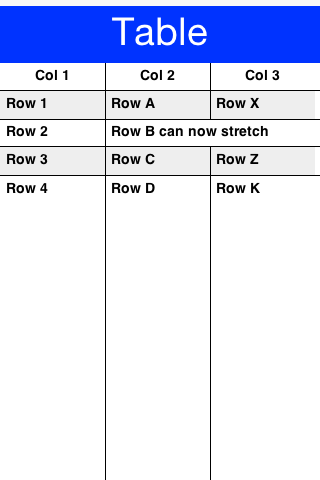 Table
Col 1 Col 2 Col 3
Row 1 Row A Row X
Row 2 Row B can now stretch
Row 3 Row C Row Z
Row 4 Row D Row K